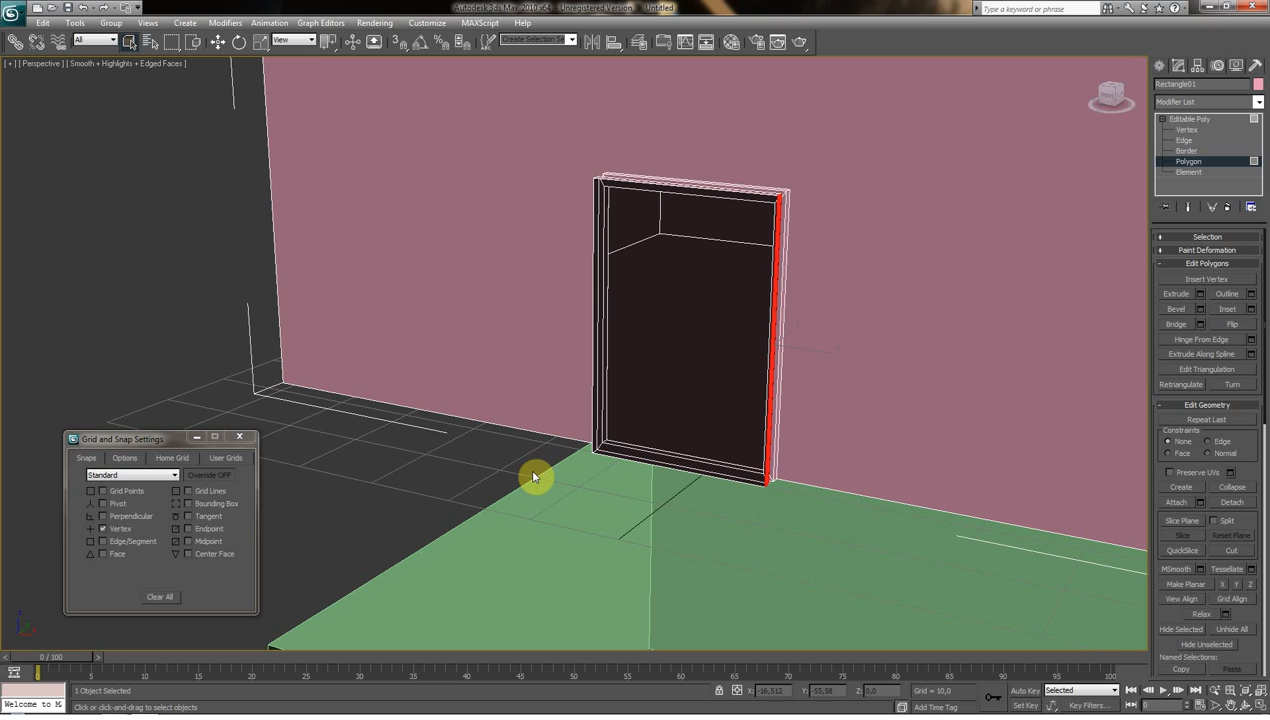 Autodesk 3ds Max 2010 x64 Unregistered Version Untitled
Type a keyword or phrase
Edit Tools Group Views Create Modifiers Animation Graph Editors Rendering Customize MAXScript Help
All
View
3
Create Selection Se
[ + ] [ Perspective ] [ Smooth + Highlights + Edged Faces ]
Rectangle01
Modifier List
Editable Poly
Vertex
Edge
Border
Polygon
Element
+ Selection
+ Paint Deformation
- Edit Polygons
Insert Vertex
Extrude Outline
Bevel Inset
Bridge Flip
Hinge From Edge
Extrude Along Spline
Edit Triangulation
Retriangulate Turn
- Edit Geometry
Repeat Last
Constraints
None Edge
Face Normal
Preserve UVs
Create Collapse
Attach Detach
Slice Plane Split
Slice Reset Plane
QuickSlice Cut
MSmooth Tessellate
Make Planar X Y Z
View Align Grid Align
Relax
Hide Selected Unhide All
Hide Unselected
Named Selections:
Copy Paste
Grid and Snap Settings
Snaps Options Home Grid User Grids
Standard Override OFF
Grid Points Grid Lines
Pivot Bounding Box
Perpendicular Tangent
Vertex Endpoint
Edge/Segment Midpoint
Face Center Face
Clear All
0 / 100
0 5 10 15 20 25 30 35 40 45 50 55 60 65 70 75 80 85 90 95 100
1 Object Selected X: -16,512 Y: -55,58 Z: 0,0 Grid = 10,0 Auto Key Selected
Welcome to M Click or click-and-drag to select objects Add Time Tag Set Key Key Filters... 0